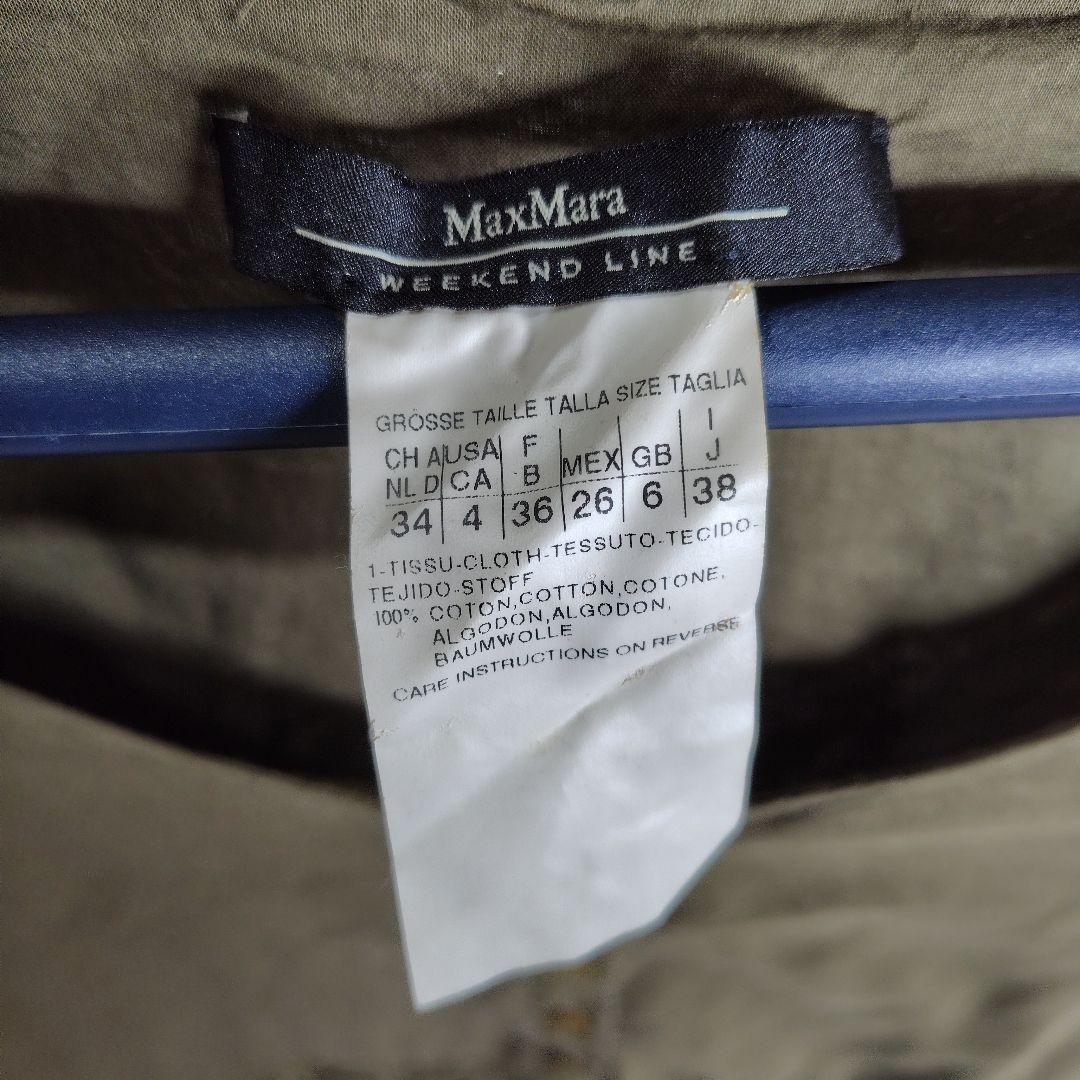 MaxMara
WEEKEND LINE
GRÖSSE TAILLE TALLA SIZE TAGLIA
CH A USA F MEX GB I
NL D CA B J
34 4 36 26 6 38
1-TISSU-CLOTH-TESSUTO-TECIDO-
TEJIDO-STOFF
100% COTON,COTTON,COTONE,
ALGODON,ALGODON,
BAUMWOLLE
CARE INSTRUCTIONS ON REVERSE